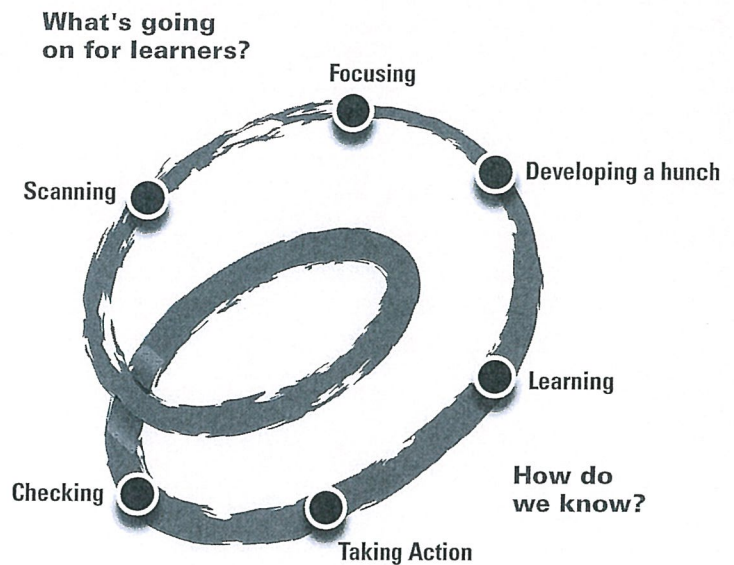 What's going
on for learners?
Focusing
Developing a hunch
Scanning
Learning
How do
we know?
Checking
Taking Action